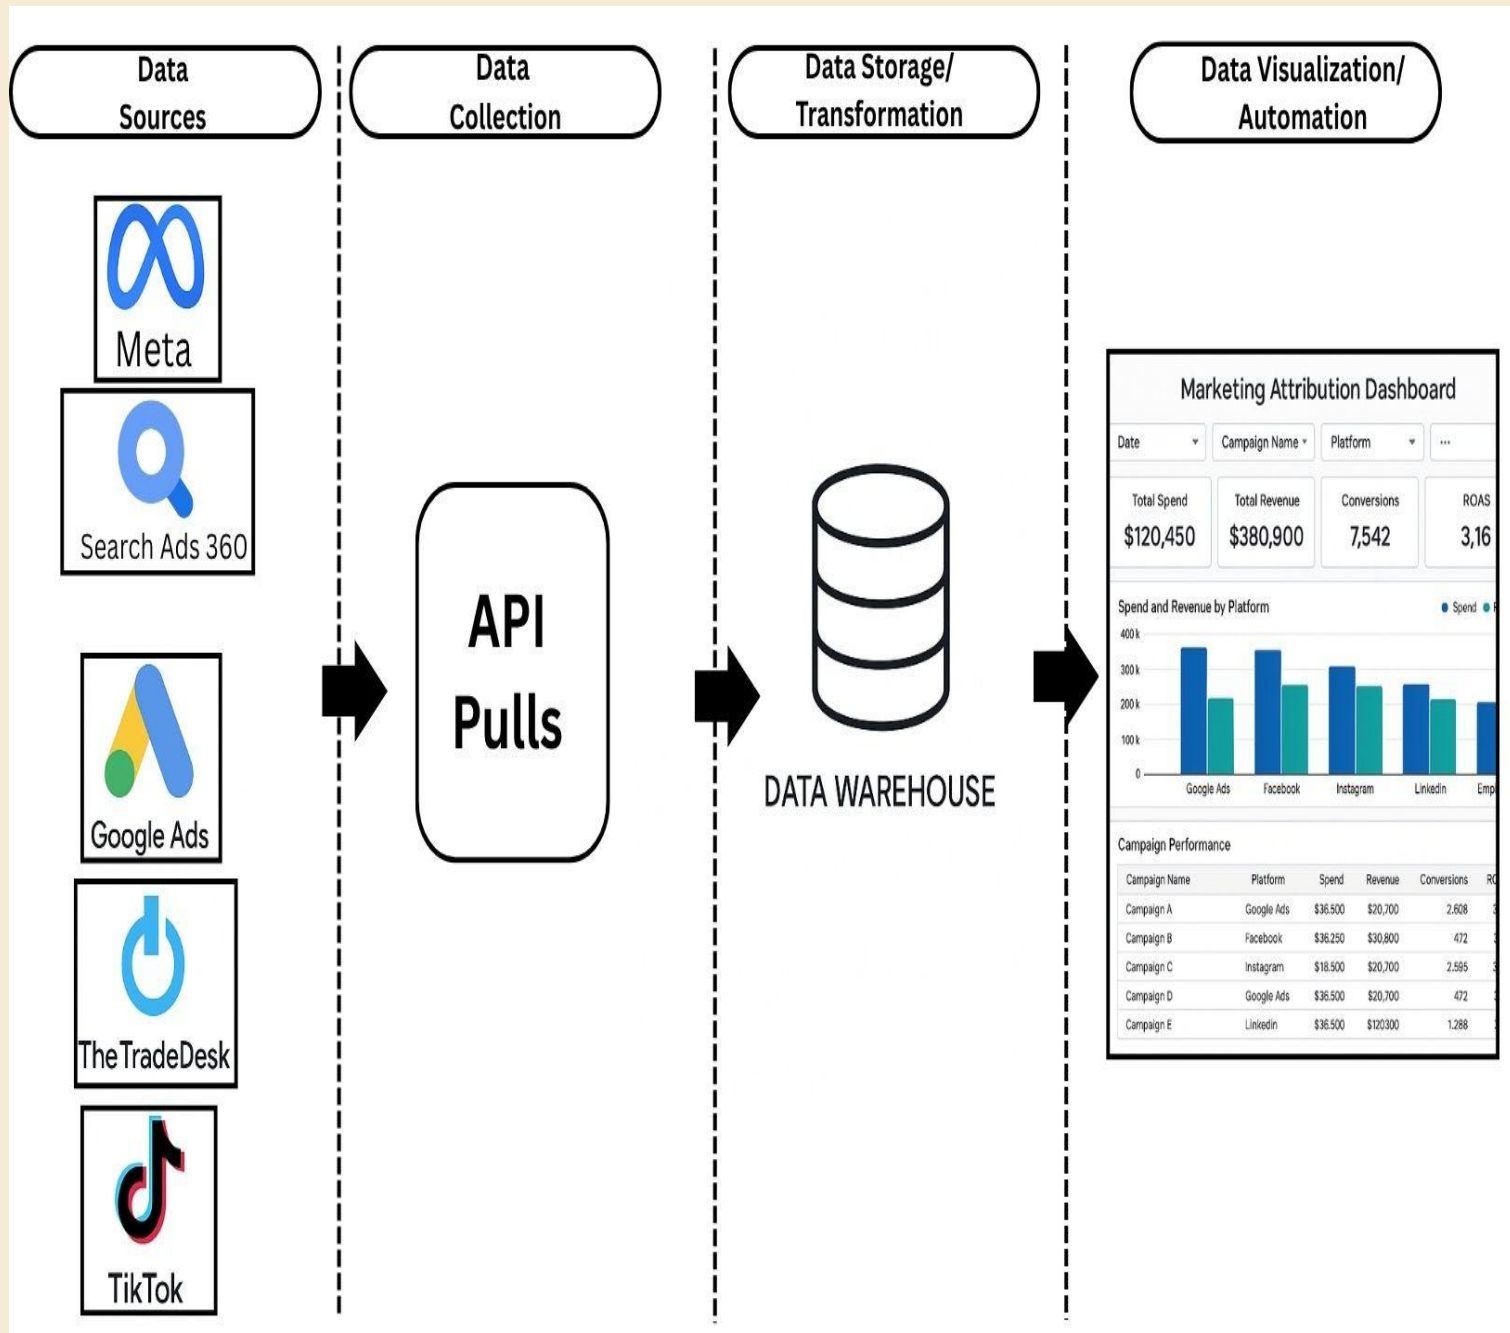 Data
Sources
Data
Collection
Data Storage/
Transformation
Data Visualization/
Automation
Meta
Search Ads 360
Google Ads
The TradeDesk
TikTok
API
Pulls
DATA WAREHOUSE
Marketing Attribution Dashboard
Date Campaign Name Platform ...
Total Spend Total Revenue Conversions ROAS
$120,450 $380,900 7,542 3,16
Spend and Revenue by Platform Spend
400 k
300 k
200 k
100 k
0
Google Ads Facebook Instagram Linkedin
Campaign Performance
Campaign Name Platform Spend Revenue Conversions
Campaign A Google Ads $36.500 $20,700 2.608
Campaign B Facebook $36.250 $30,800 472
Campaign C Instagram $18.500 $20,700 2.595
Campaign D Google Ads $36.500 $20,700 472
Campaign E Linkedin $36.500 $120300 1.288